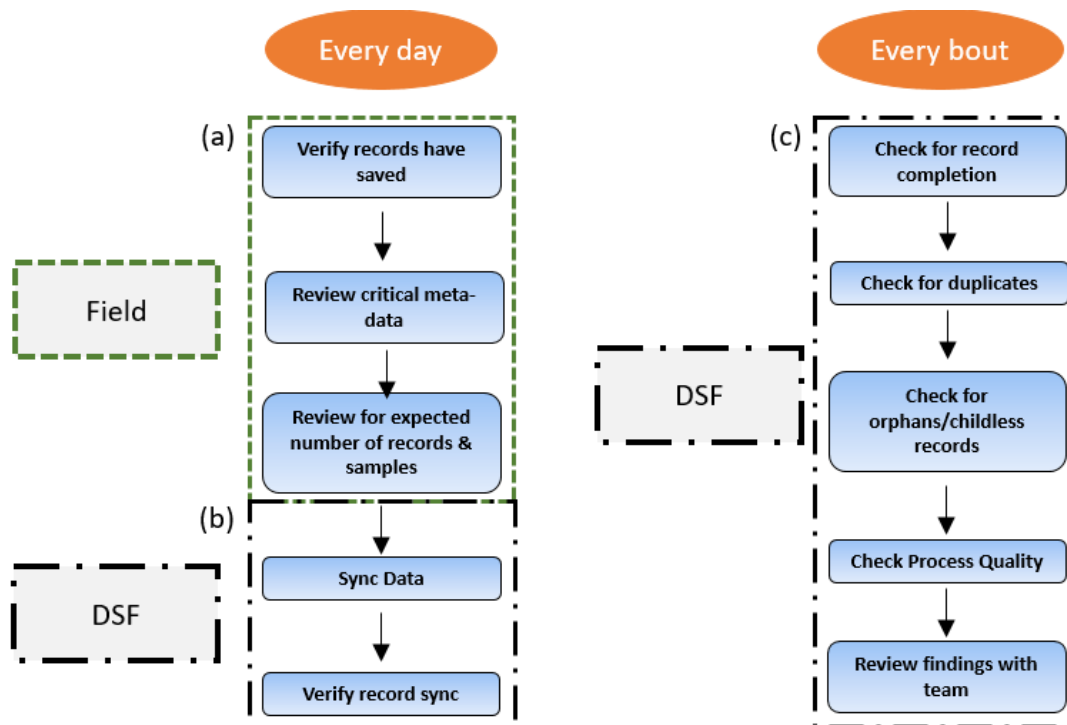 Every day
(a)
Verify records have
saved
Review critical meta-
data
Field
Review for expected
number of records &
samples
(b)
Sync Data
DSF
Verify record sync
Every bout
(c)
Check for record
completion
Check for duplicates
DSF
Check for
orphans/childless
records
Check Process Quality
Review findings with
team